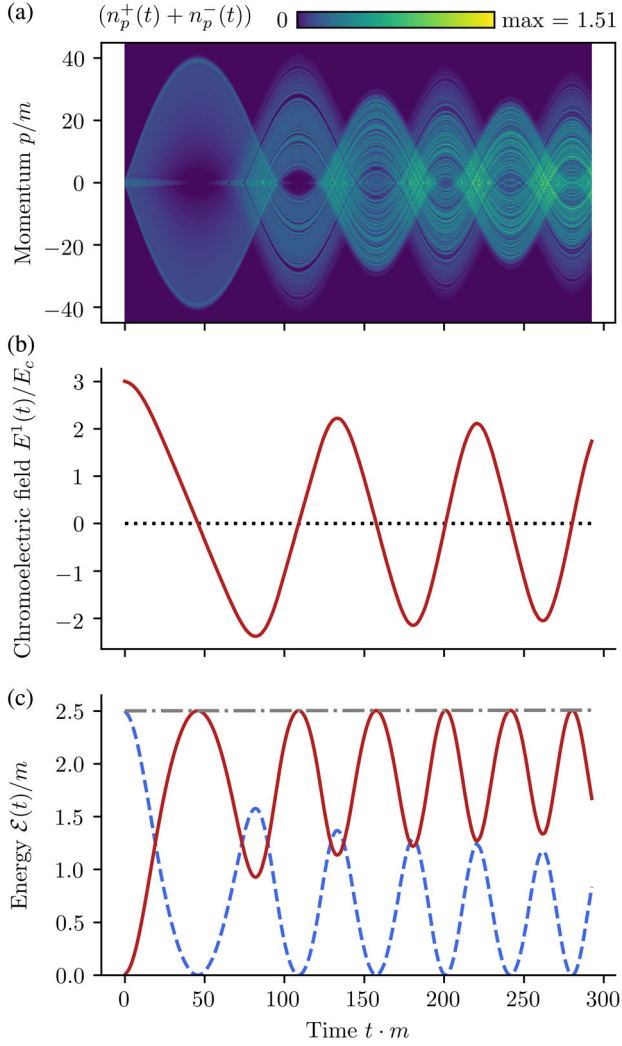 (a) (n_p^+(t) + n_p^-(t)) 0 max = 1.51
Momentum p/m
40
20
0
−20
−40
(b)
Chromoelectric field E^1(t)/E_c
3
2
1
0
−1
−2
(c)
Energy ℰ(t)/m
2.5
2.0
1.5
1.0
0.5
0.0
0 50 100 150 200 250 300
Time t · m